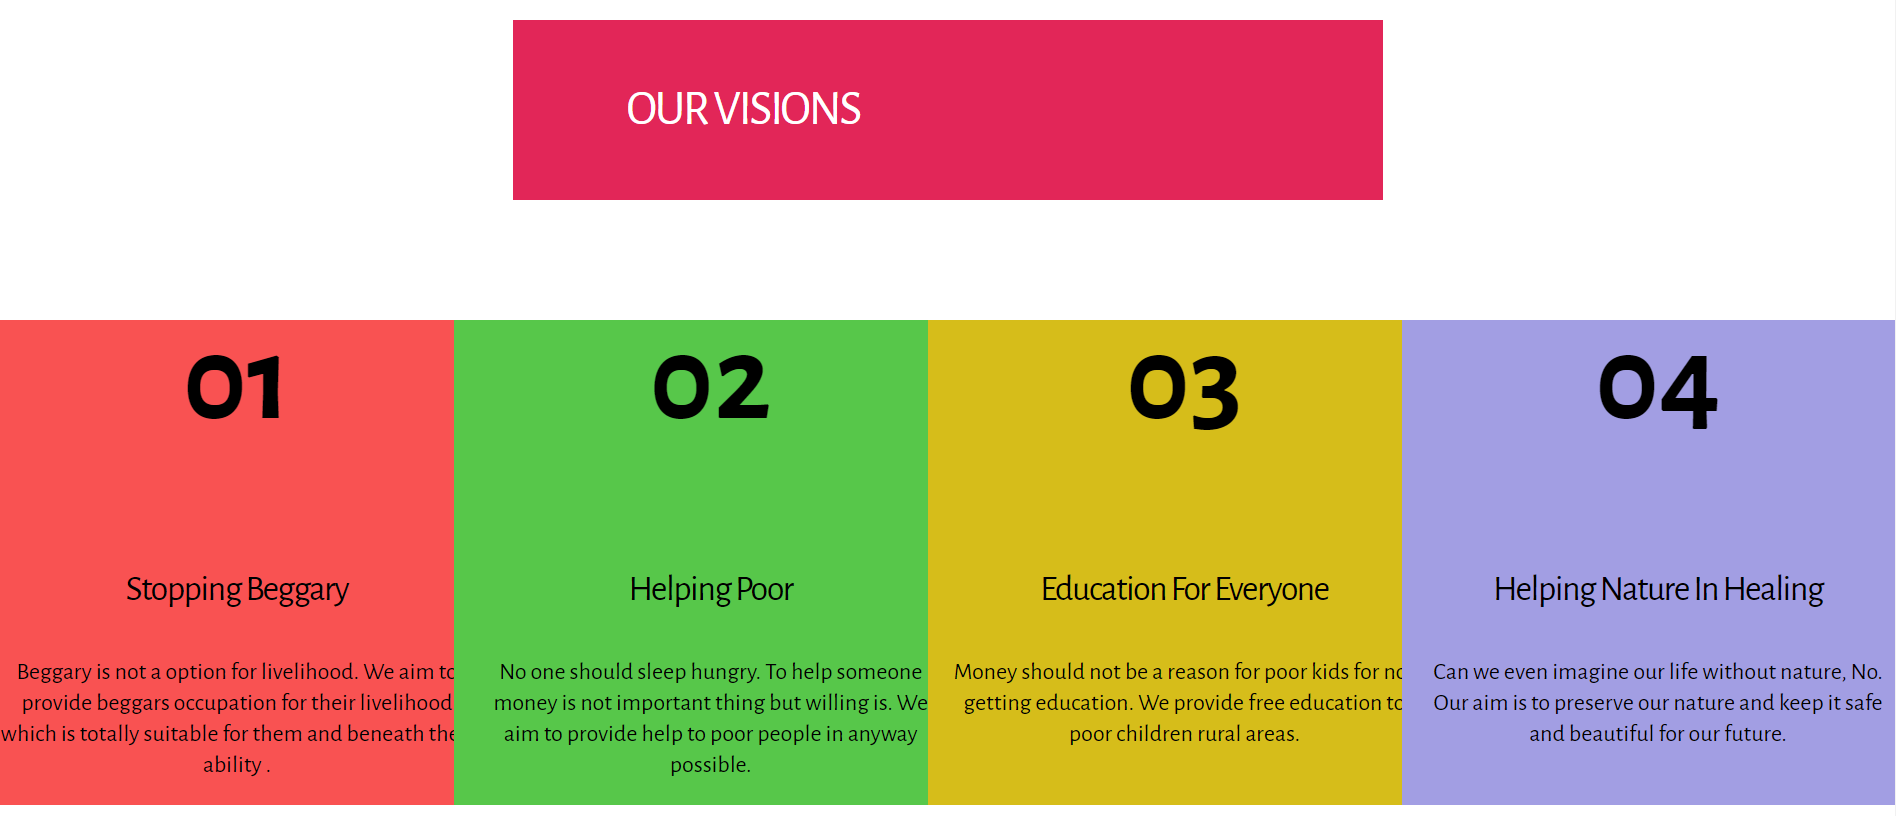 OUR VISIONS
01
02
03
04
Stopping Beggary
Helping Poor
Education For Everyone
Helping Nature In Healing
Beggary is not a option for livelihood. We aim to
provide beggars occupation for their livelihood
which is totally suitable for them and beneath the
ability .
No one should sleep hungry. To help someone
money is not important thing but willing is. We
aim to provide help to poor people in anyway
possible.
Money should not be a reason for poor kids for no
getting education. We provide free education to
poor children rural areas.
Can we even imagine our life without nature, No.
Our aim is to preserve our nature and keep it safe
and beautiful for our future.